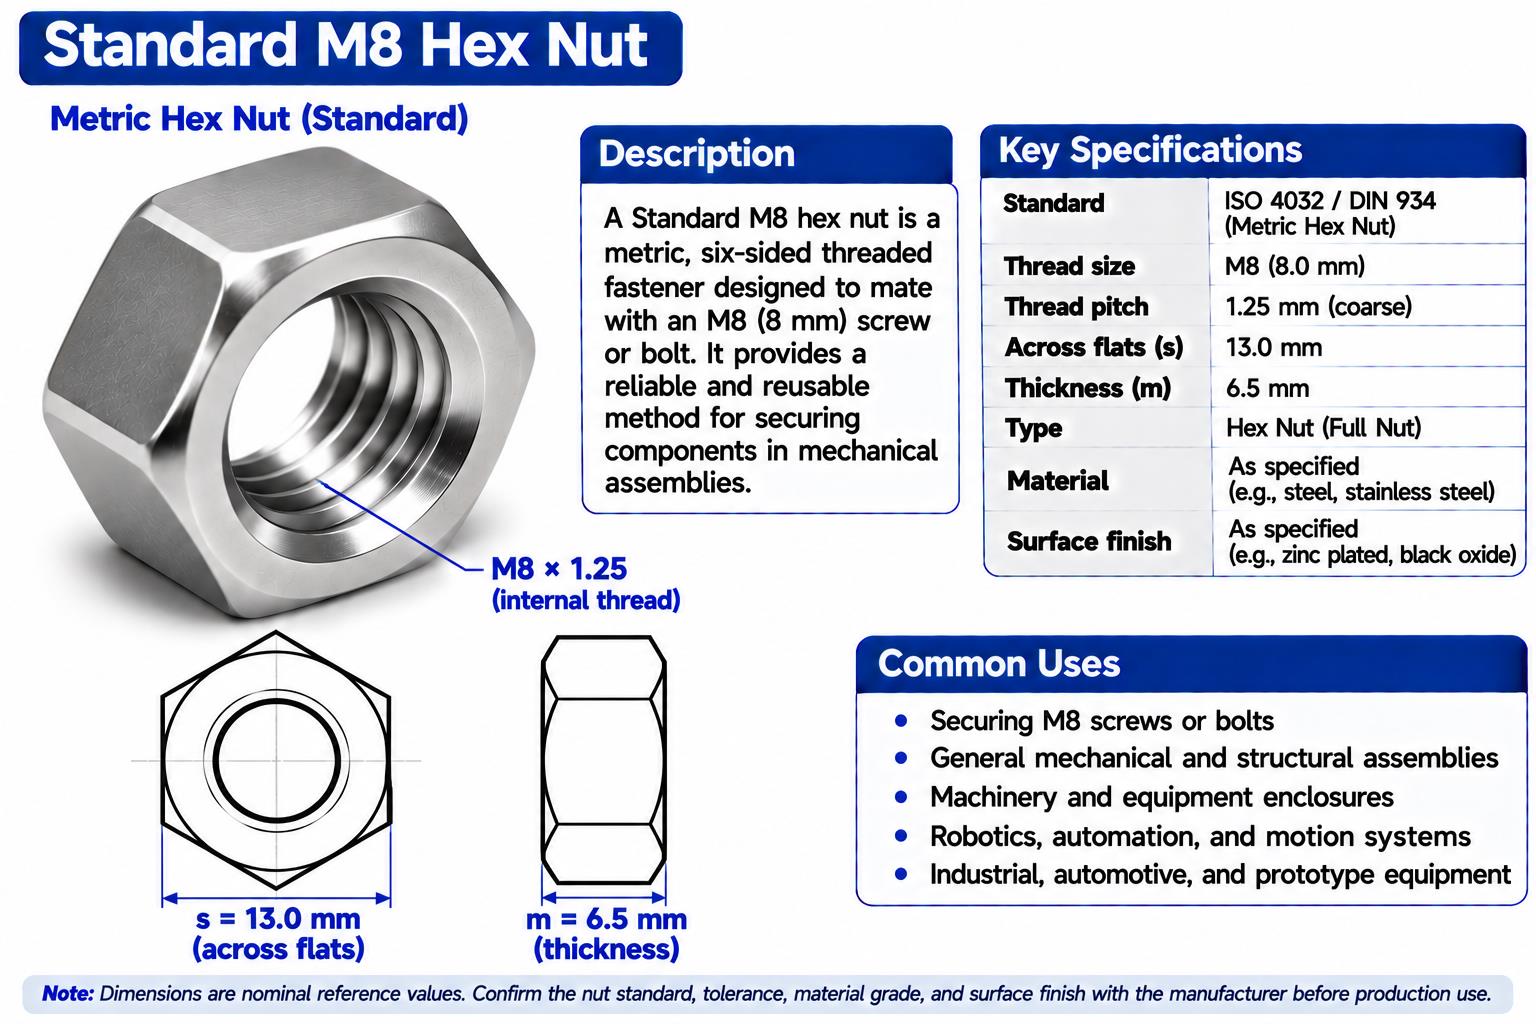 Standard M8 Hex Nut
Metric Hex Nut (Standard)
M8 × 1.25
(internal thread)
Description
A Standard M8 hex nut is a
metric, six-sided threaded
fastener designed to mate
with an M8 (8 mm) screw
or bolt. It provides a
reliable and reusable
method for securing
components in mechanical
assemblies.
Key Specifications
Standard ISO 4032 / DIN 934
(Metric Hex Nut)
Thread size M8 (8.0 mm)
Thread pitch 1.25 mm (coarse)
Across flats (s) 13.0 mm
Thickness (m) 6.5 mm
Type Hex Nut (Full Nut)
Material As specified
(e.g., steel, stainless steel)
Surface finish As specified
(e.g., zinc plated, black oxide)
s = 13.0 mm
(across flats)
m = 6.5 mm
(thickness)
Common Uses
• Securing M8 screws or bolts
• General mechanical and structural assemblies
• Machinery and equipment enclosures
• Robotics, automation, and motion systems
• Industrial, automotive, and prototype equipment
Note: Dimensions are nominal reference values. Confirm the nut standard, tolerance, material grade, and surface finish with the manufacturer before production use.